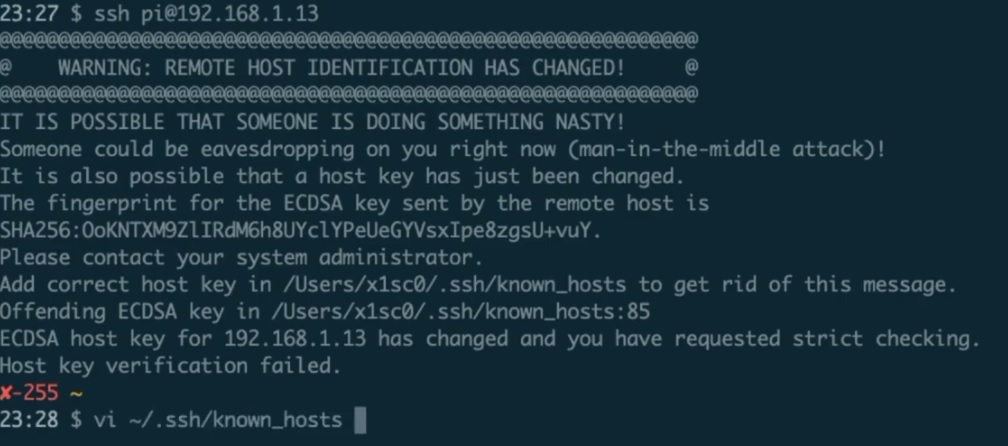 23:27 $ ssh pi@192.168.1.13
@@@@@@@@@@@@@@@@@@@@@@@@@@@@@@@@@@@@@@@@@@@@@@@@@@@@@@@@@@@
@    WARNING: REMOTE HOST IDENTIFICATION HAS CHANGED!     @
@@@@@@@@@@@@@@@@@@@@@@@@@@@@@@@@@@@@@@@@@@@@@@@@@@@@@@@@@@@
IT IS POSSIBLE THAT SOMEONE IS DOING SOMETHING NASTY!
Someone could be eavesdropping on you right now (man-in-the-middle attack)!
It is also possible that a host key has just been changed.
The fingerprint for the ECDSA key sent by the remote host is
SHA256:OoKNTXM9ZlIRdM6h8UYclYPeUeGYVsxIpe8zgsU+vuY.
Please contact your system administrator.
Add correct host key in /Users/x1sc0/.ssh/known_hosts to get rid of this message.
Offending ECDSA key in /Users/x1sc0/.ssh/known_hosts:85
ECDSA host key for 192.168.1.13 has changed and you have requested strict checking.
Host key verification failed.
✘-255 ~
23:28 $ vi ~/.ssh/known_hosts